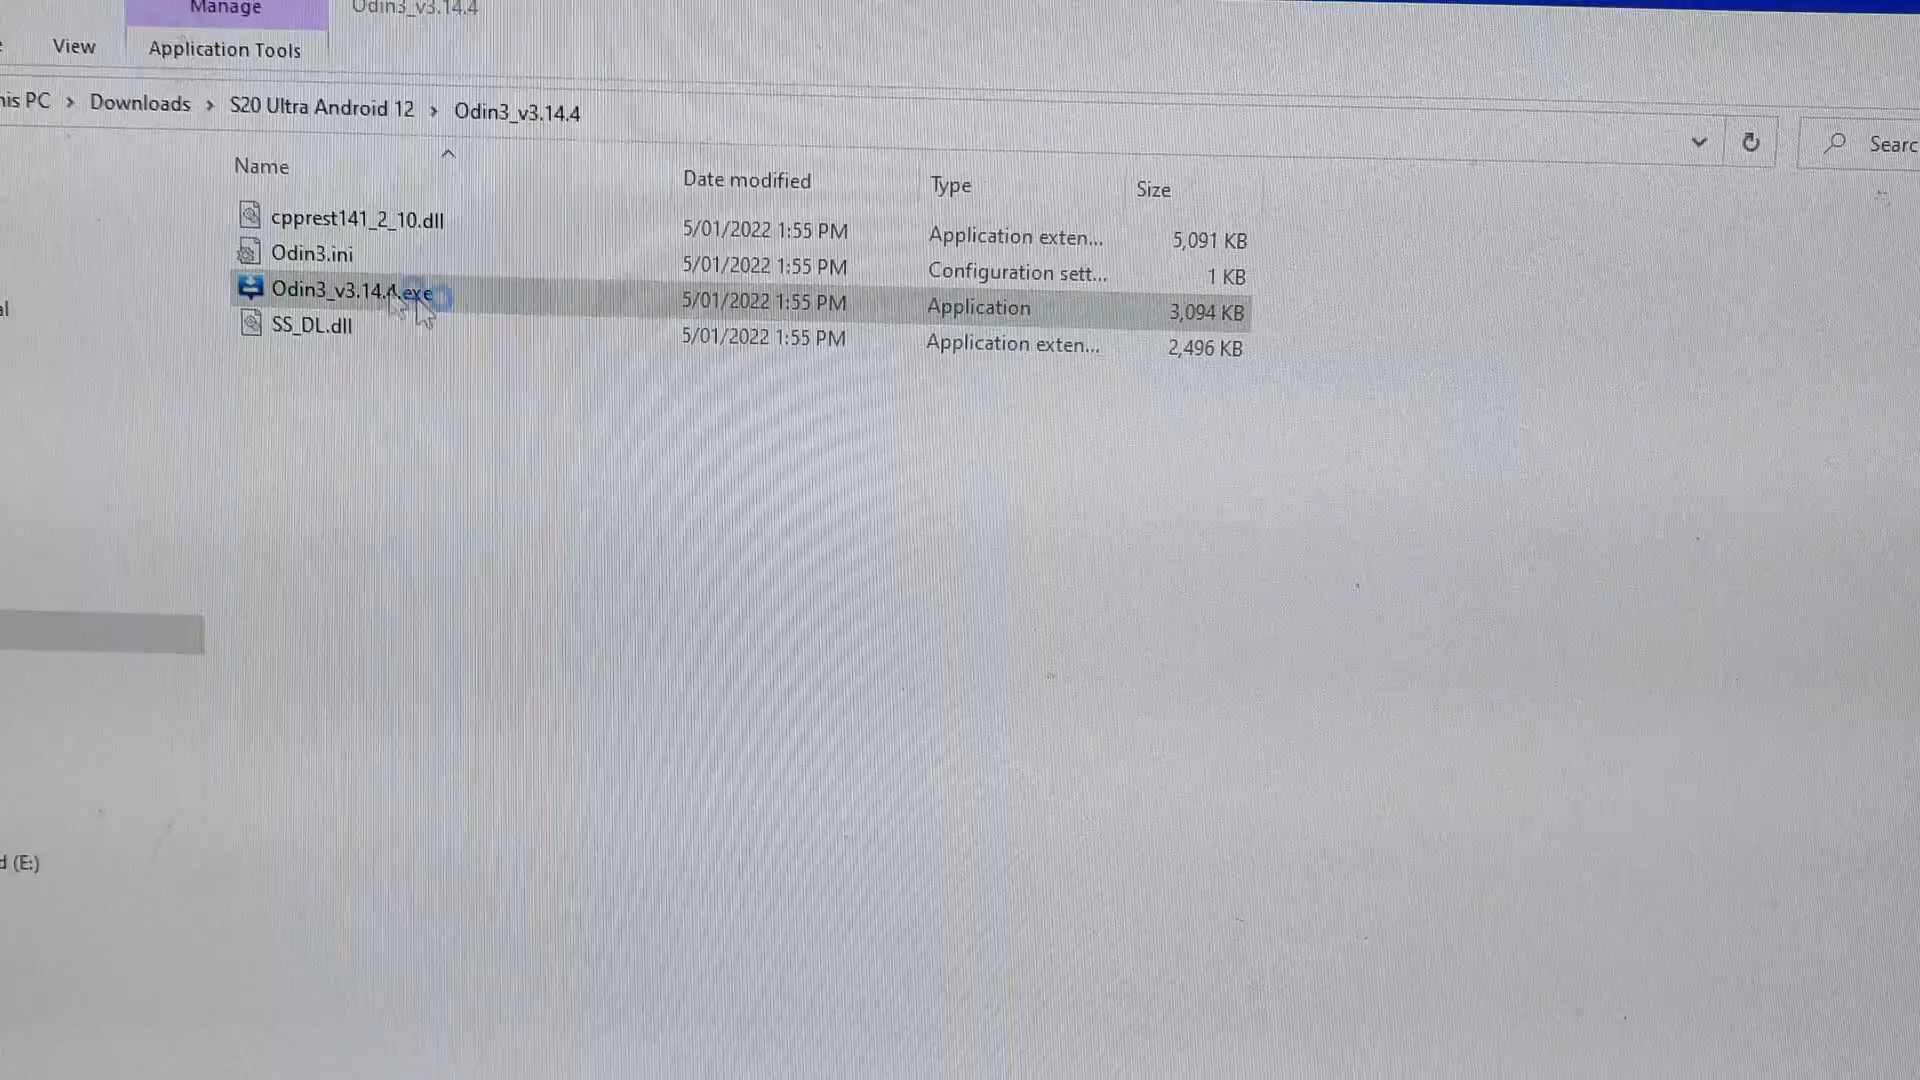 Manage
Odin3_v3.14.4
View
Application Tools
his PC > Downloads > S20 Ultra Android 12 > Odin3_v3.14.4
Searc
Name Date modified Type Size
cpprest141_2_10.dll 5/01/2022 1:55 PM Application exten... 5,091 KB
Odin3.ini 5/01/2022 1:55 PM Configuration sett... 1 KB
Odin3_v3.14.4.exe 5/01/2022 1:55 PM Application 3,094 KB
SS_DL.dll 5/01/2022 1:55 PM Application exten... 2,496 KB
d (E:)